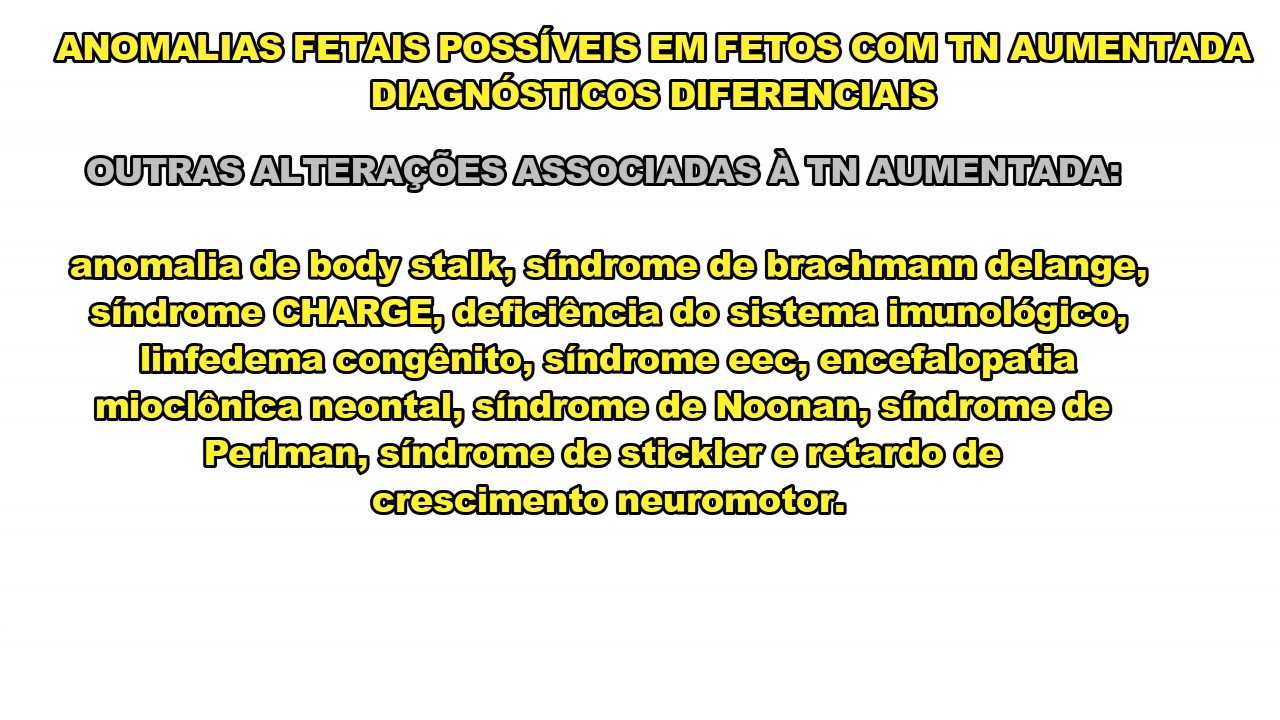 ANOMALIAS FETAIS POSSÍVEIS EM FETOS COM TN AUMENTADA
DIAGNÓSTICOS DIFERENCIAIS
OUTRAS ALTERAÇÕES ASSOCIADAS À TN AUMENTADA:
anomalia de body stalk, síndrome de brachmann delange,
síndrome CHARGE, deficiência do sistema imunológico,
linfedema congênito, síndrome eec, encefalopatia
mioclônica neontal, síndrome de Noonan, síndrome de
Perlman, síndrome de stickler e retardo de
crescimento neuromotor.